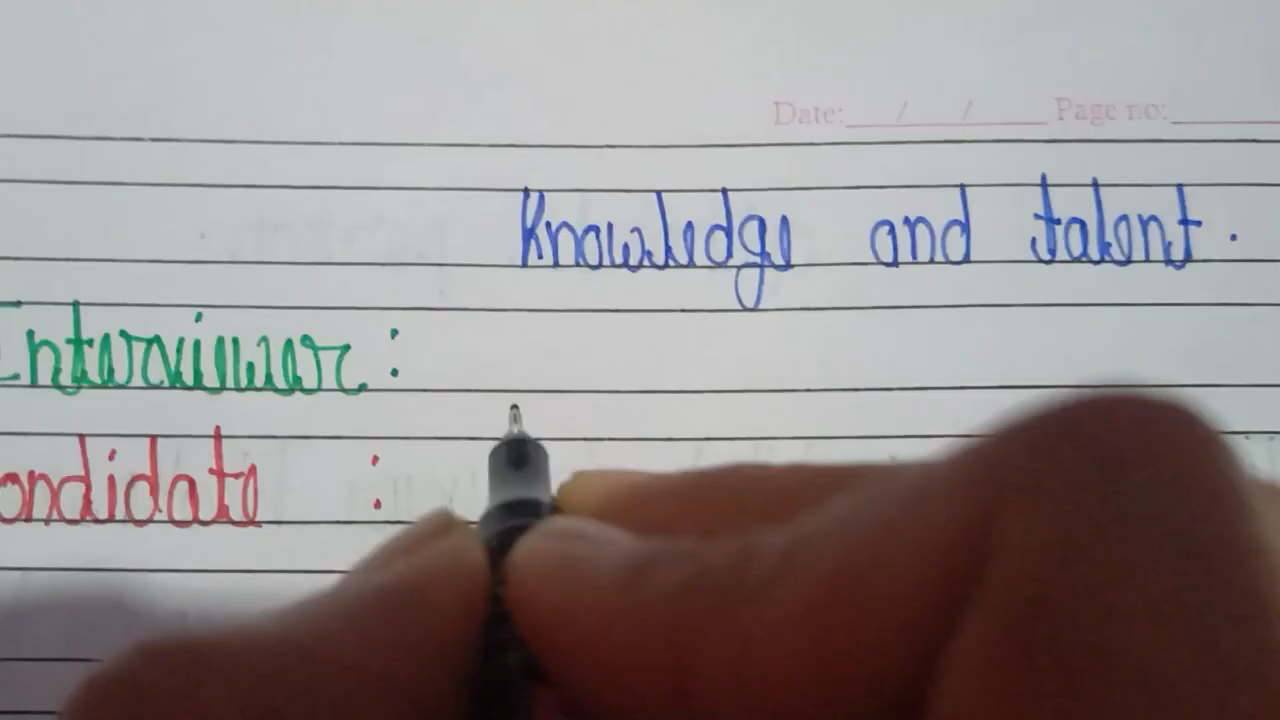 Date: / / Page no:
Knowledge and talent.
Interviewer :
andidate :